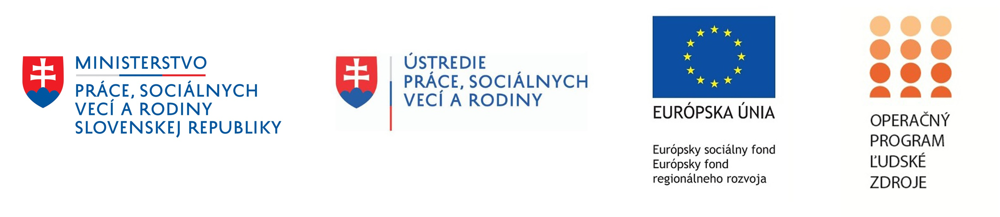 MINISTERSTVO
PRÁCE, SOCIÁLNYCH
VECÍ A RODINY
SLOVENSKEJ REPUBLIKY
ÚSTREDIE
PRÁCE, SOCIÁLNYCH
VECÍ A RODINY
EURÓPSKA ÚNIA
Európsky sociálny fond
Európsky fond
regionálneho rozvoja
OPERAČNÝ
PROGRAM
ĽUDSKÉ
ZDROJE